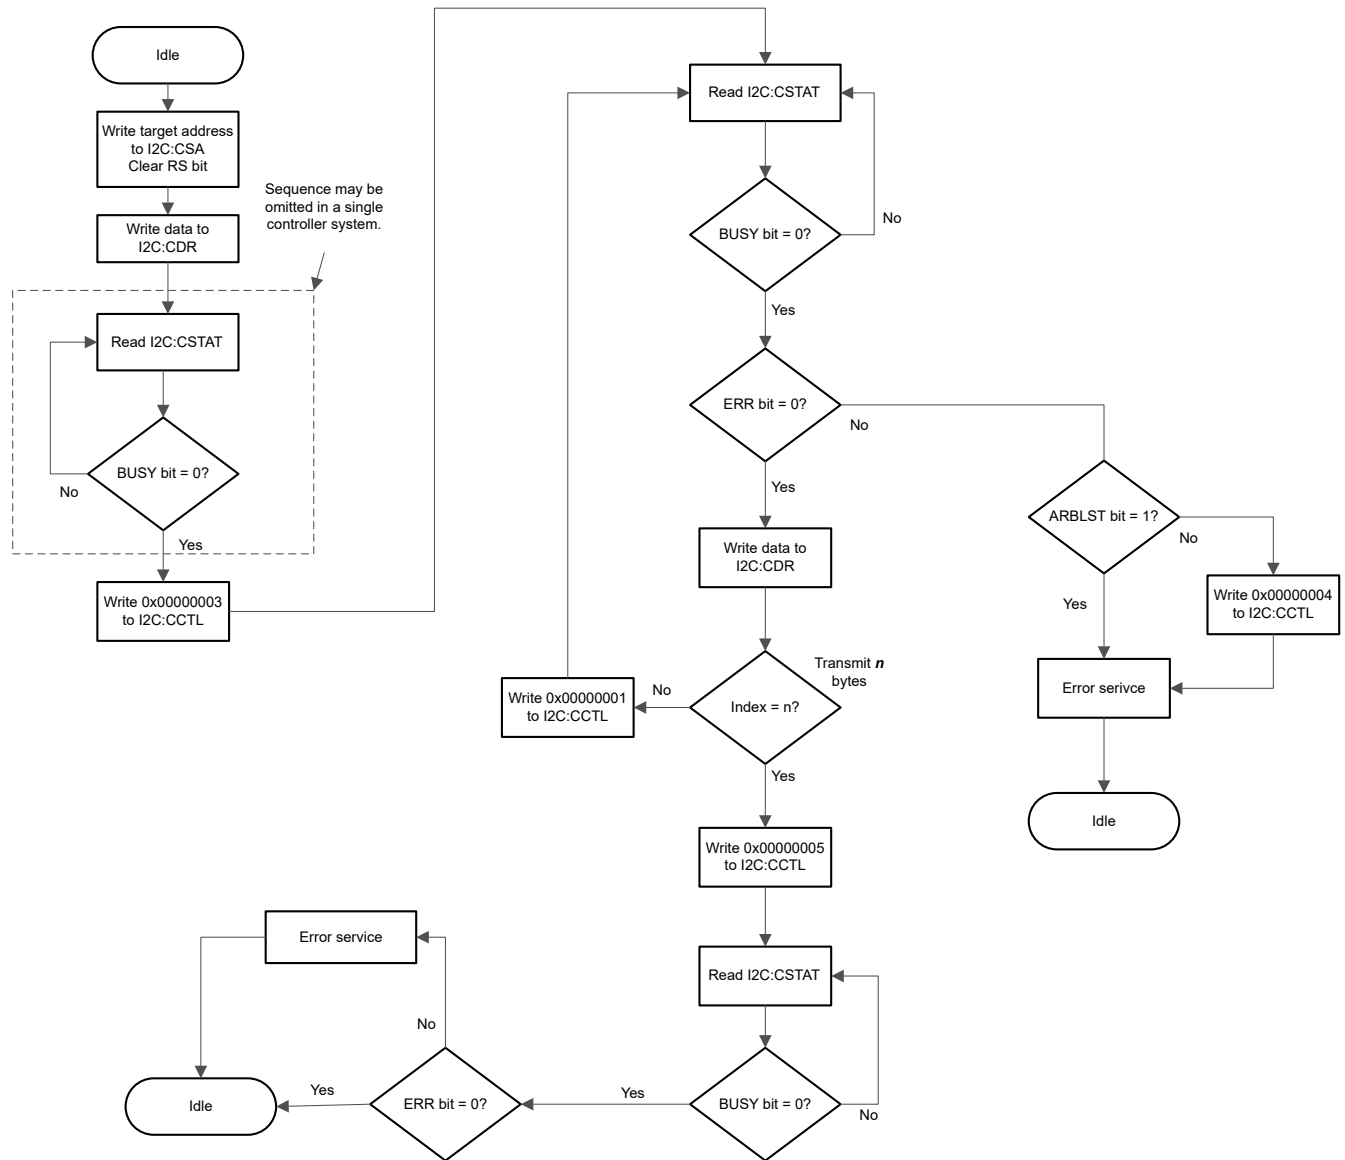 Idle
Write target address
to I2C:CSA
Clear RS bit
Write data to
I2C:CDR
Sequence may be
omitted in a single
controller system.
Read I2C:CSTAT
BUSY bit = 0?
No
Yes
Write 0x00000003
to I2C:CCTL
Read I2C:CSTAT
BUSY bit = 0?
No
Yes
ERR bit = 0?
No
Yes
Write data to
I2C:CDR
Index = n?
Transmit n
bytes
No
Write 0x00000001
to I2C:CCTL
Yes
Write 0x00000005
to I2C:CCTL
Read I2C:CSTAT
BUSY bit = 0?
No
Yes
ERR bit = 0?
No
Error service
Yes
Idle
ARBLST bit = 1?
No
Write 0x00000004
to I2C:CCTL
Yes
Error serivce
Idle